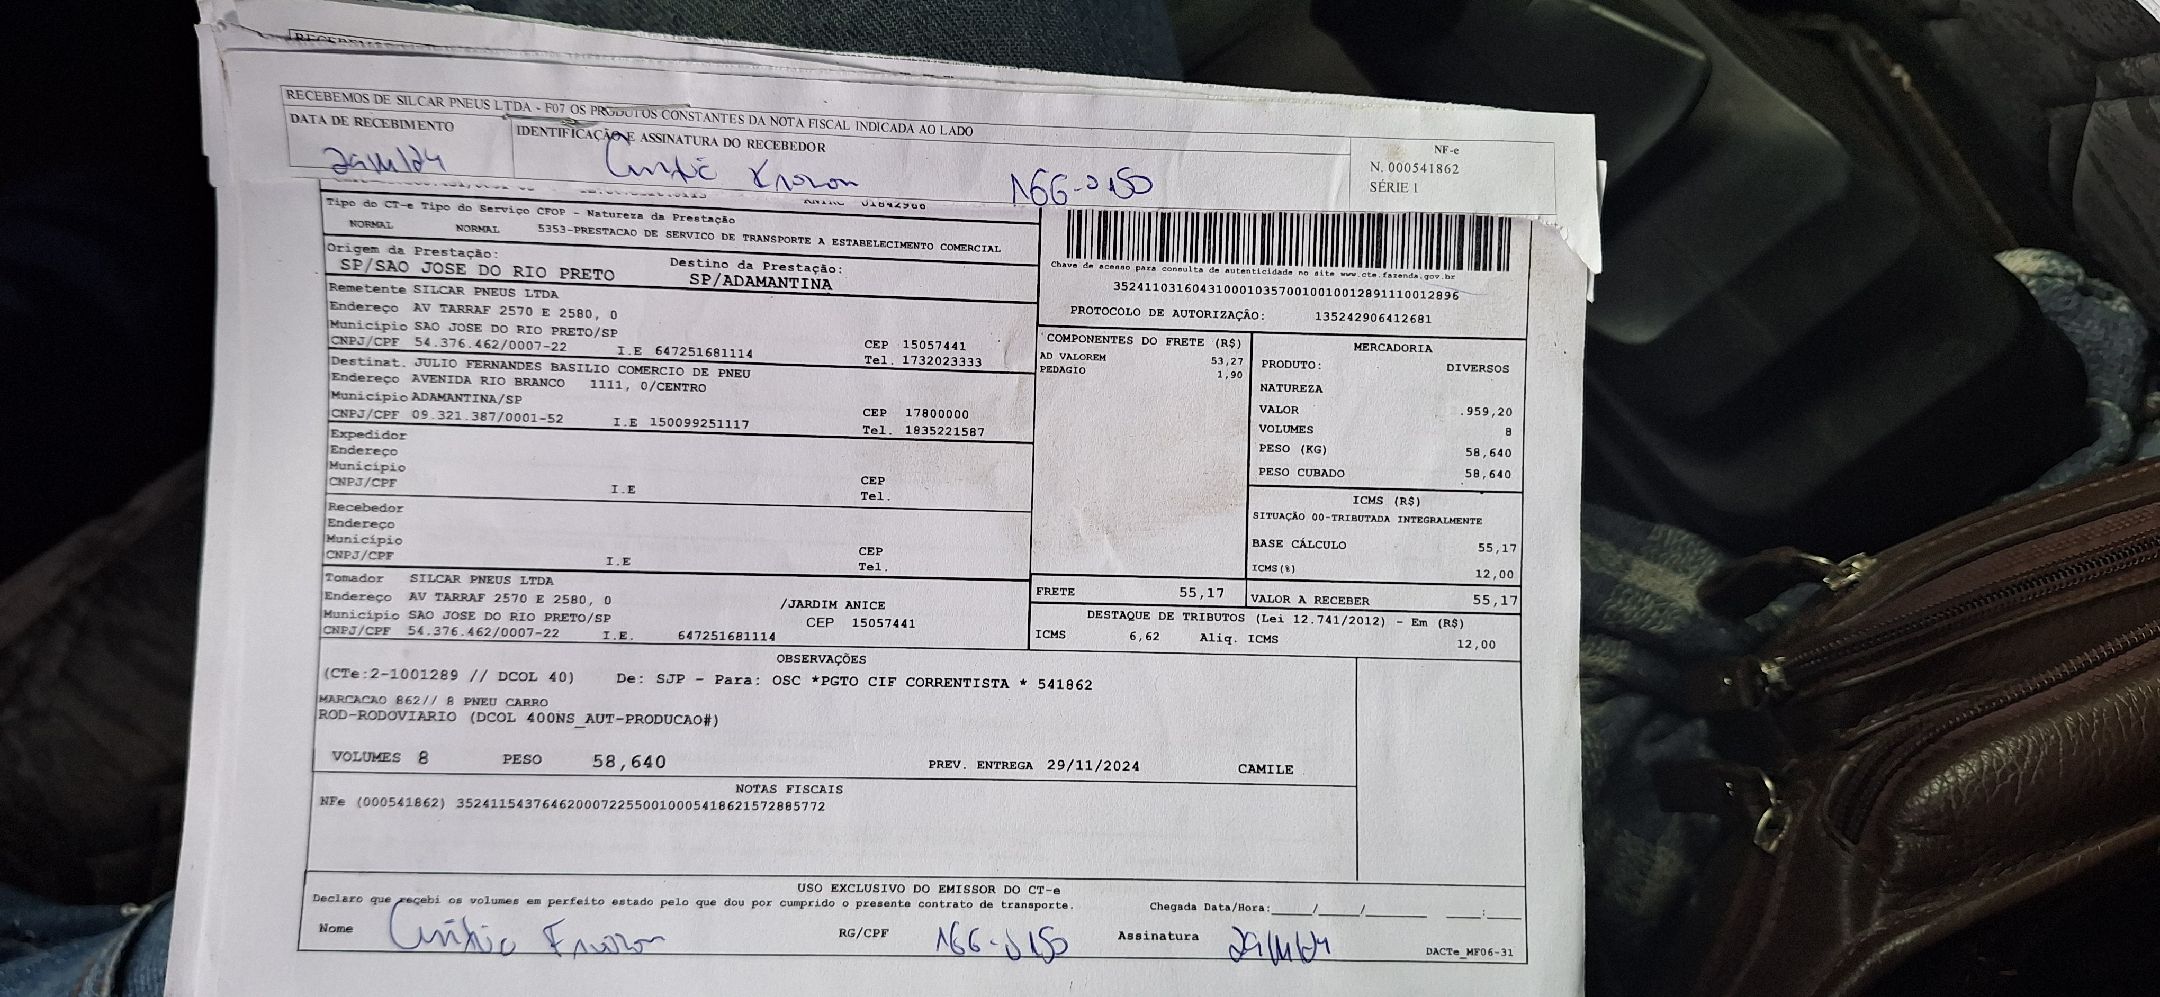 RECEBEMOS DE SILCAR PNEUS LTDA - F07 OS PRODUTOS CONSTANTES DA NOTA FISCAL INDICADA AO LADO
DATA DE RECEBIMENTO
IDENTIFICAÇÃO E ASSINATURA DO RECEBEDOR
NF-e
N. 000541862
SÉRIE 1
Tipo do CT-e Tipo do Serviço CFOP - Natureza da Prestação
NORMAL NORMAL 5353-PRESTACAO DE SERVICO DE TRANSPORTE A ESTABELECIMENTO COMERCIAL
Origem da Prestação: Destino da Prestação:
SP/SAO JOSE DO RIO PRETO SP/ADAMANTINA
Remetente SILCAR PNEUS LTDA
Endereço AV TARRAF 2570 E 2580, 0
Município SAO JOSE DO RIO PRETO/SP CEP 15057441
CNPJ/CPF 54.376.462/0007-22 I.E 647251681114 Tel. 1732023333
Destinat. JULIO FERNANDES BASILIO COMERCIO DE PNEU
Endereço AVENIDA RIO BRANCO 1111, 0/CENTRO
Município ADAMANTINA/SP CEP 17800000
CNPJ/CPF 09.321.387/0001-52 I.E 150099251117 Tel. 1835221587
Expedidor
Endereço
Município CEP
CNPJ/CPF I.E Tel.
Recebedor
Endereço
Município CEP
CNPJ/CPF I.E Tel.
Tomador SILCAR PNEUS LTDA
Endereço AV TARRAF 2570 E 2580, 0 /JARDIM ANICE
Município SAO JOSE DO RIO PRETO/SP CEP 15057441
CNPJ/CPF 54.376.462/0007-22 I.E. 647251681114
Chave de acesso para consulta de autenticidade no site www.cte.fazenda.gov.br
35241103160431000103570010010012891110012896
PROTOCOLO DE AUTORIZAÇÃO: 135242906412681
COMPONENTES DO FRETE (R$)
AD VALOREM 53,27
PEDAGIO 1,90
FRETE 55,17
MERCADORIA
PRODUTO: DIVERSOS
NATUREZA
VALOR .959,20
VOLUMES 8
PESO (KG) 58,640
PESO CUBADO 58,640
ICMS (R$)
SITUAÇÃO 00-TRIBUTADA INTEGRALMENTE
BASE CÁLCULO 55,17
ICMS(%) 12,00
VALOR A RECEBER 55,17
DESTAQUE DE TRIBUTOS (Lei 12.741/2012) - Em (R$)
ICMS 6,62 Aliq. ICMS 12,00
OBSERVAÇÕES
(CTe:2-1001289 // DCOL 40) De: SJP - Para: OSC *PGTO CIF CORRENTISTA * 541862
MARCACAO 862// 8 PNEU CARRO
ROD-RODOVIARIO (DCOL 400NS_AUT-PRODUCAO#)
VOLUMES 8 PESO 58,640 PREV. ENTREGA 29/11/2024 CAMILE
NOTAS FISCAIS
NFe (000541862) 35241154376462000722550010005418621572885772
USO EXCLUSIVO DO EMISSOR DO CT-e
Declaro que recebi os volumes em perfeito estado pelo que dou por cumprido o presente contrato de transporte. Chegada Data/Hora:____/____/______ ____:____
Nome RG/CPF Assinatura
DACTe_MF06-31